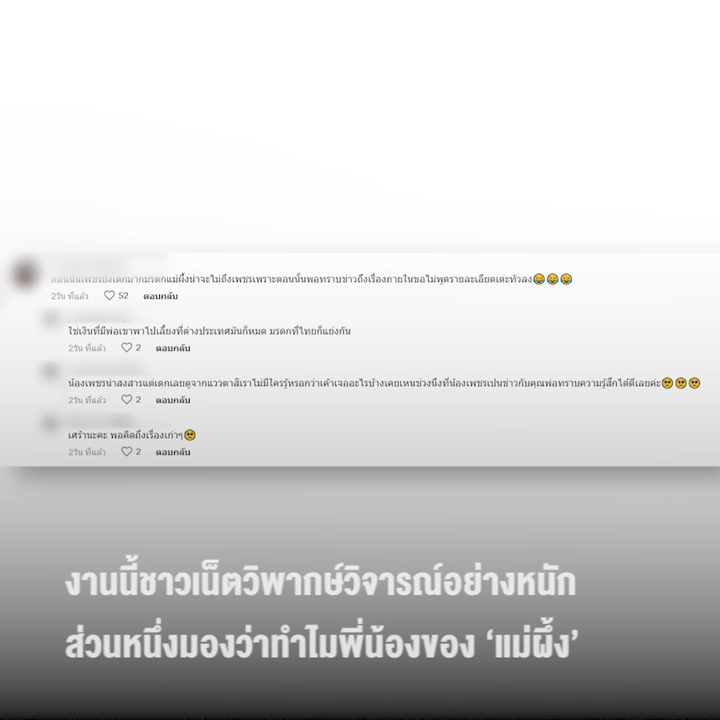 ตอนนั้นเพชรยังเด็กมากมรดกแม่ผึ้งน่าจะไม่ถึงเพชรเพราะตอนนั้นพอทราบข่าวถึงเรื่องภายในขอไม่พูดรายละเอียดเด่ะทัวลง😂😂😂
2วัน ที่แล้ว 52 ตอบกลับ
ใช่เงินที่มีพ่อเขาพาไปเลี้ยงที่ต่างประเทศมันก็หมด มรดกที่ไทยก็แย่งกัน
2วัน ที่แล้ว 2 ตอบกลับ
น้องเพชรน่าสงสารแต่เด็กเลยดูจากแววตาสิเราไม่มีใครรู้หรอกว่าเค้าเจออะไรบ้างเคยเหนช่วงนึงที่น้องเพชรเปนข่าวกับคุณพ่อทราบความรู้สึกได้ดีเลยค่ะ🥺🥺🥺
2วัน ที่แล้ว 2 ตอบกลับ
เศร้านะคะ พอคิดถึงเรื่องเก่าๆ🥺
2วัน ที่แล้ว 2 ตอบกลับ
งานนี้ชาวเน็ตวิพากษ์วิจารณ์อย่างหนัก
ส่วนหนึ่งมองว่าทำไมพี่น้องของ ‘แม่ผึ้ง’